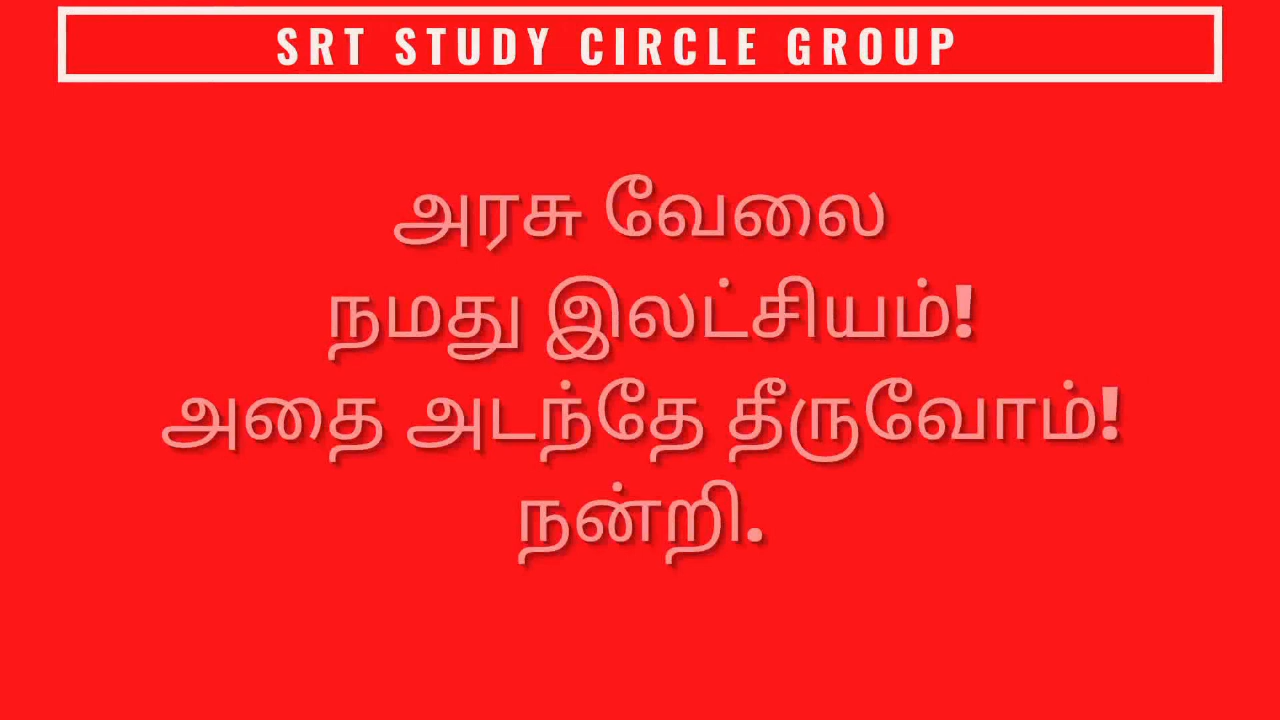 SRT STUDY CIRCLE GROUP
அரசு வேலை
நமது இலட்சியம்!
அதை அடந்தே தீருவோம்!
நன்றி.